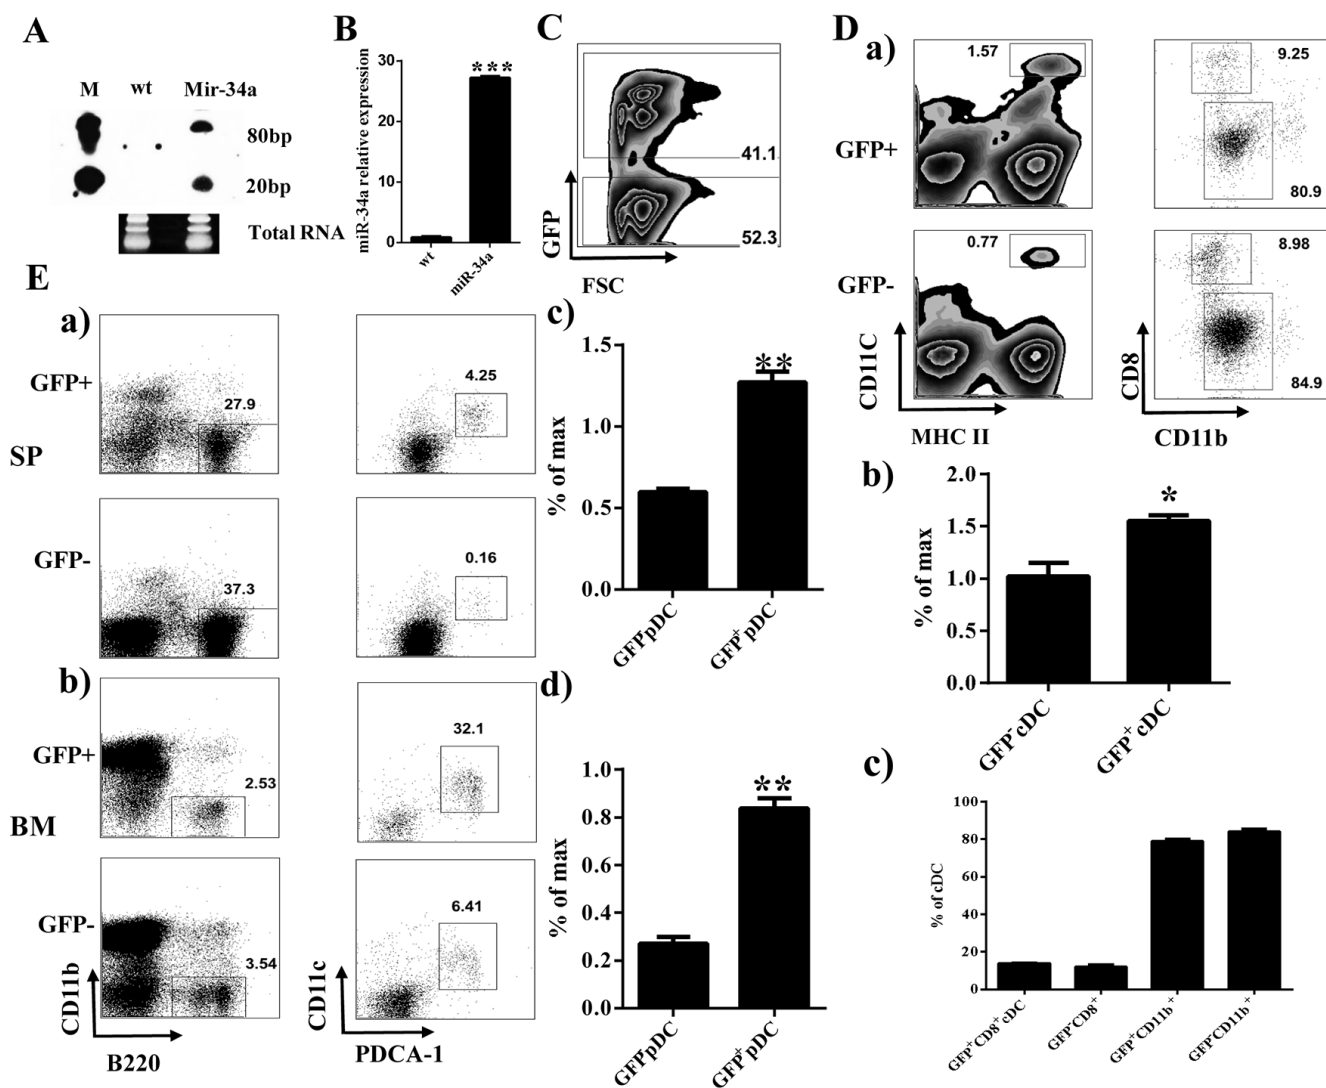 A
M wt Mir-34a
80bp
20bp
Total RNA
B
miR-34a relative expression
30
20
10
0
***
wt
miR-34a
C
41.1
52.3
GFP
FSC
D
a)
1.57
9.25
GFP+
80.9
0.77
8.98
GFP-
84.9
CD11C
MHC II
CD8
CD11b
b)
% of max
2.0
1.5
1.0
0.5
0.0
*
GFP-cDC
GFP+cDC
c)
% of cDC
100
80
60
40
20
0
GFP+CD8+cDC
GFP-CD8+
GFP+CD11b+
GFP-CD11b+
E
a)
GFP+
27.9
4.25
SP
GFP-
37.3
0.16
b)
GFP+
2.53
32.1
BM
GFP-
3.54
6.41
CD11b
B220
CD11c
PDCA-1
c)
% of max
1.5
1.0
0.5
0.0
**
GFP-pDC
GFP+pDC
d)
% of max
1.0
0.8
0.6
0.4
0.2
0.0
**
GFP-pDC
GFP+pDC